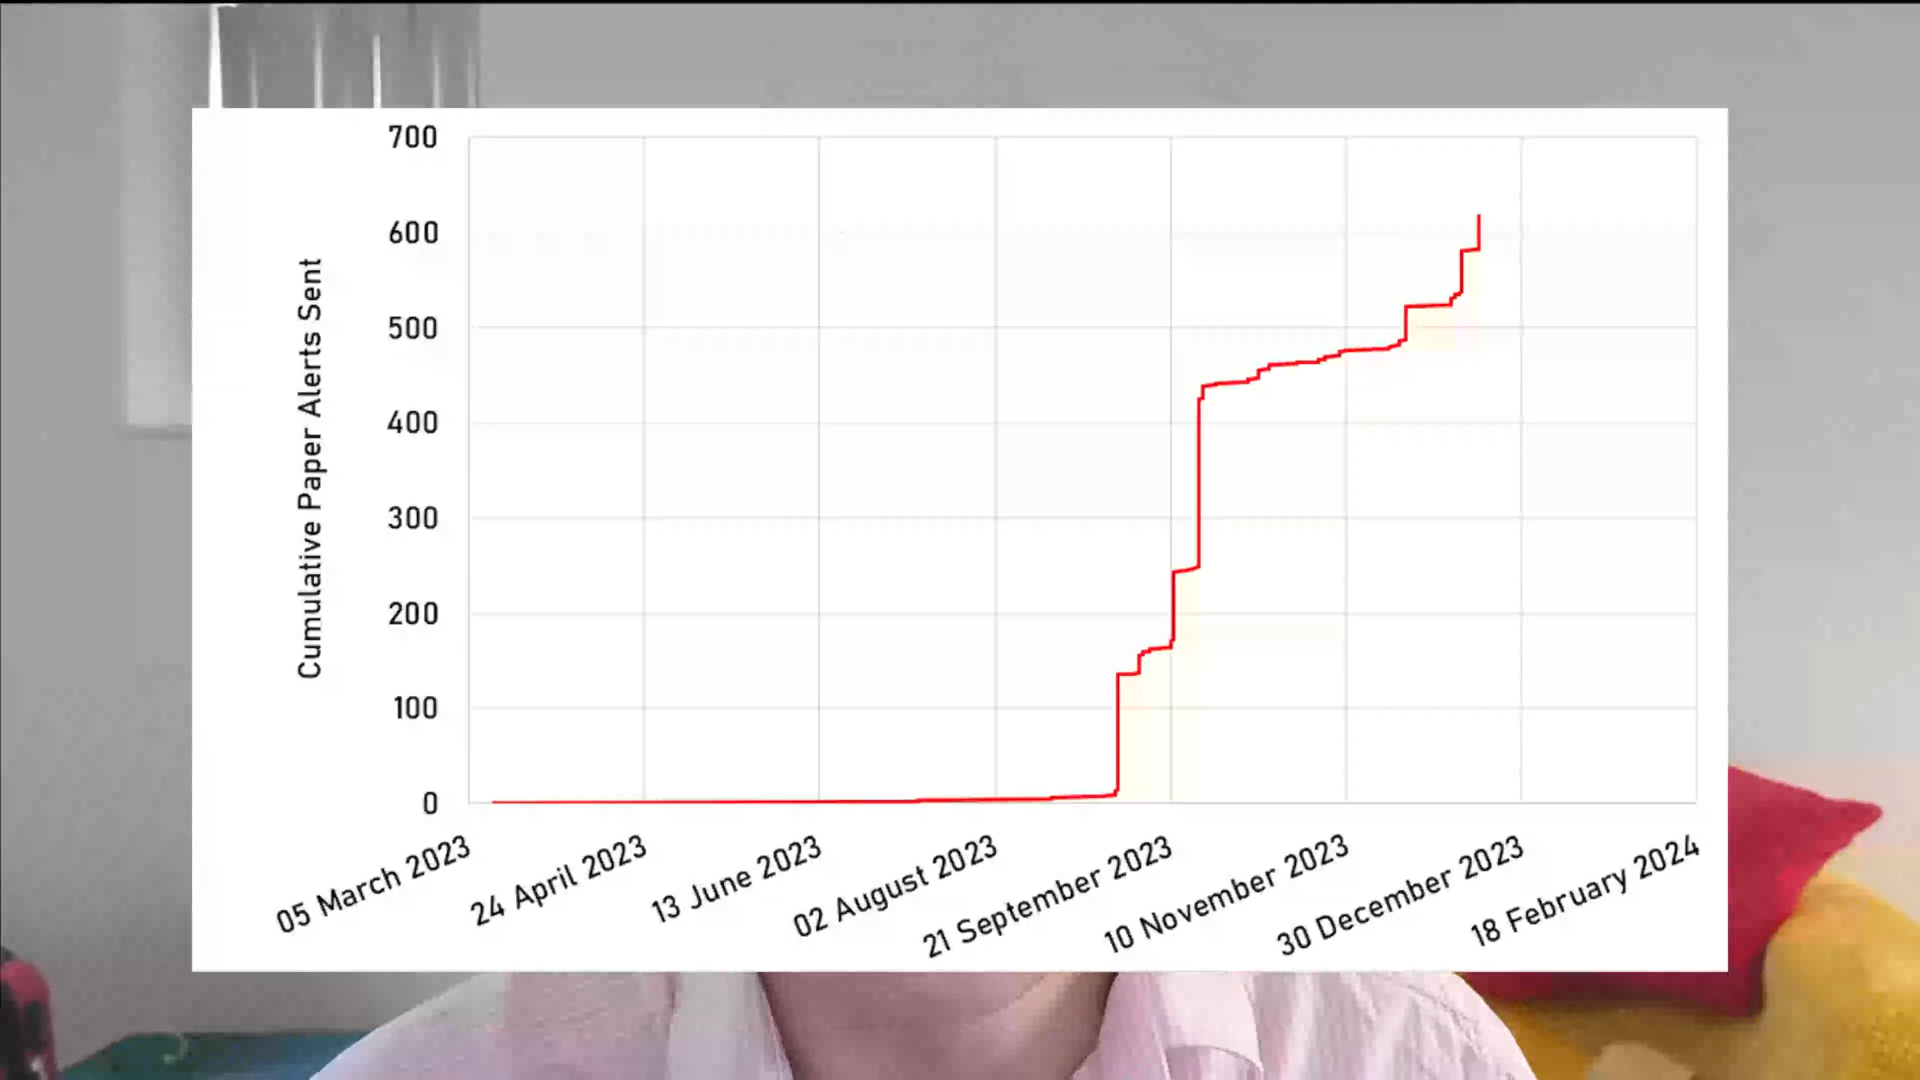 Cumulative Paper Alerts Sent
700
600
500
400
300
200
100
0
05 March 2023
24 April 2023
13 June 2023
02 August 2023
21 September 2023
10 November 2023
30 December 2023
18 February 2024